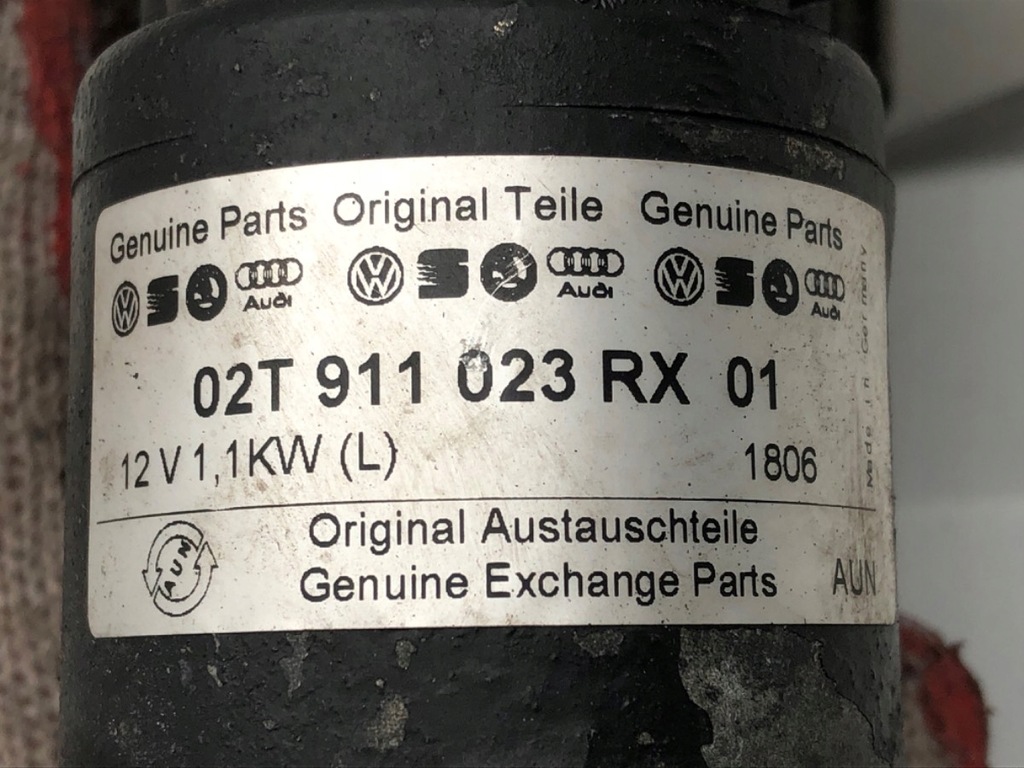 Genuine Parts Original Teile Genuine Parts
Audi Audi Audi
02T 911 023 RX 01
12 V 1,1KW (L) 1806
Made in Germany
Original Austauschteile
Genuine Exchange Parts AUN
AUN